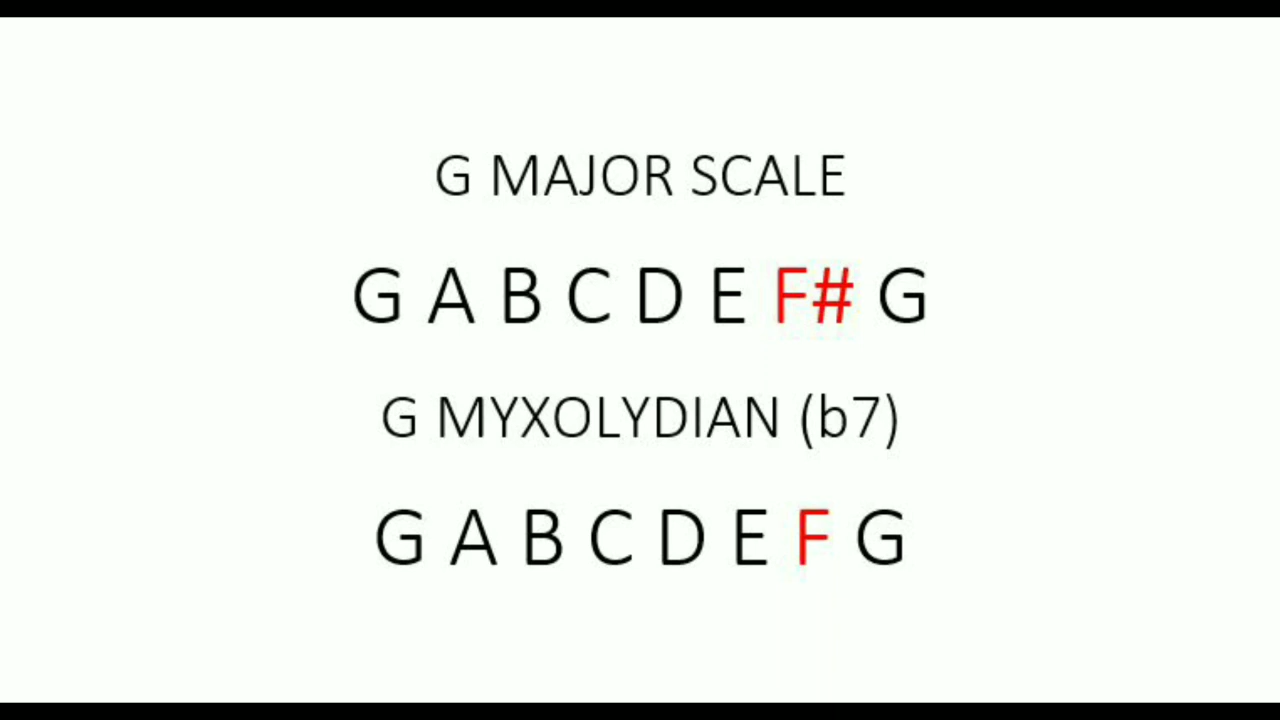 G MAJOR SCALE
G A B C D E F# G
G MYXOLYDIAN (b7)
G A B C D E F G